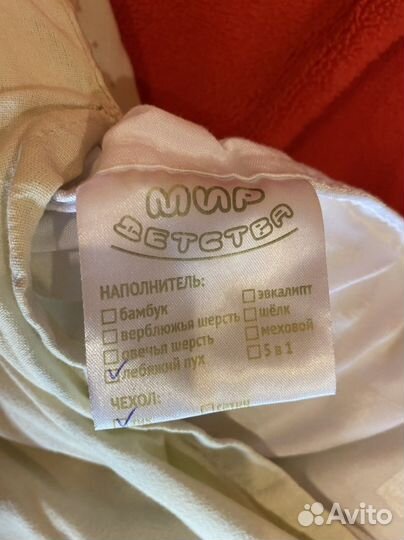 МИР
ДЕТСТВА
НАПОЛНИТЕЛЬ:
бамбук
эвкалипт
верблюжья шерсть
шёлк
овечья шерсть
меховой
лебяжий пух
5 в 1
ЧЕХОЛ:
Avito